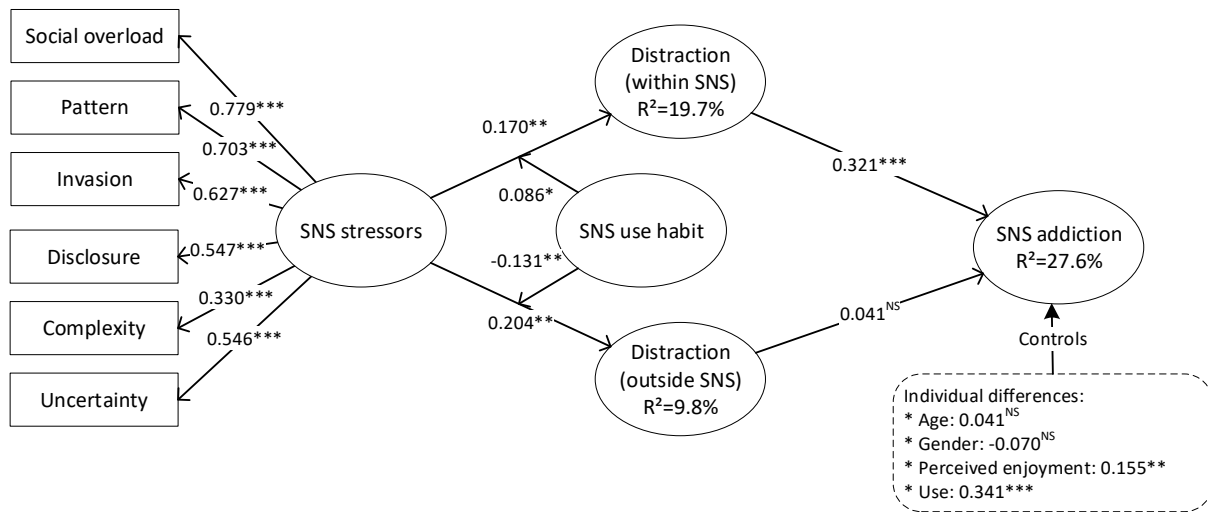 Social overload
Pattern
Invasion
Disclosure
Complexity
Uncertainty
0.779***
0.703***
0.627***
0.547***
0.330***
0.546***
SNS stressors
0.170**
0.086*
-0.131**
0.204**
SNS use habit
Distraction
(within SNS)
R²=19.7%
Distraction
(outside SNS)
R²=9.8%
0.321***
0.041ᴺˢ
SNS addiction
R²=27.6%
Controls
Individual differences:
* Age: 0.041ᴺˢ
* Gender: -0.070ᴺˢ
* Perceived enjoyment: 0.155**
* Use: 0.341***